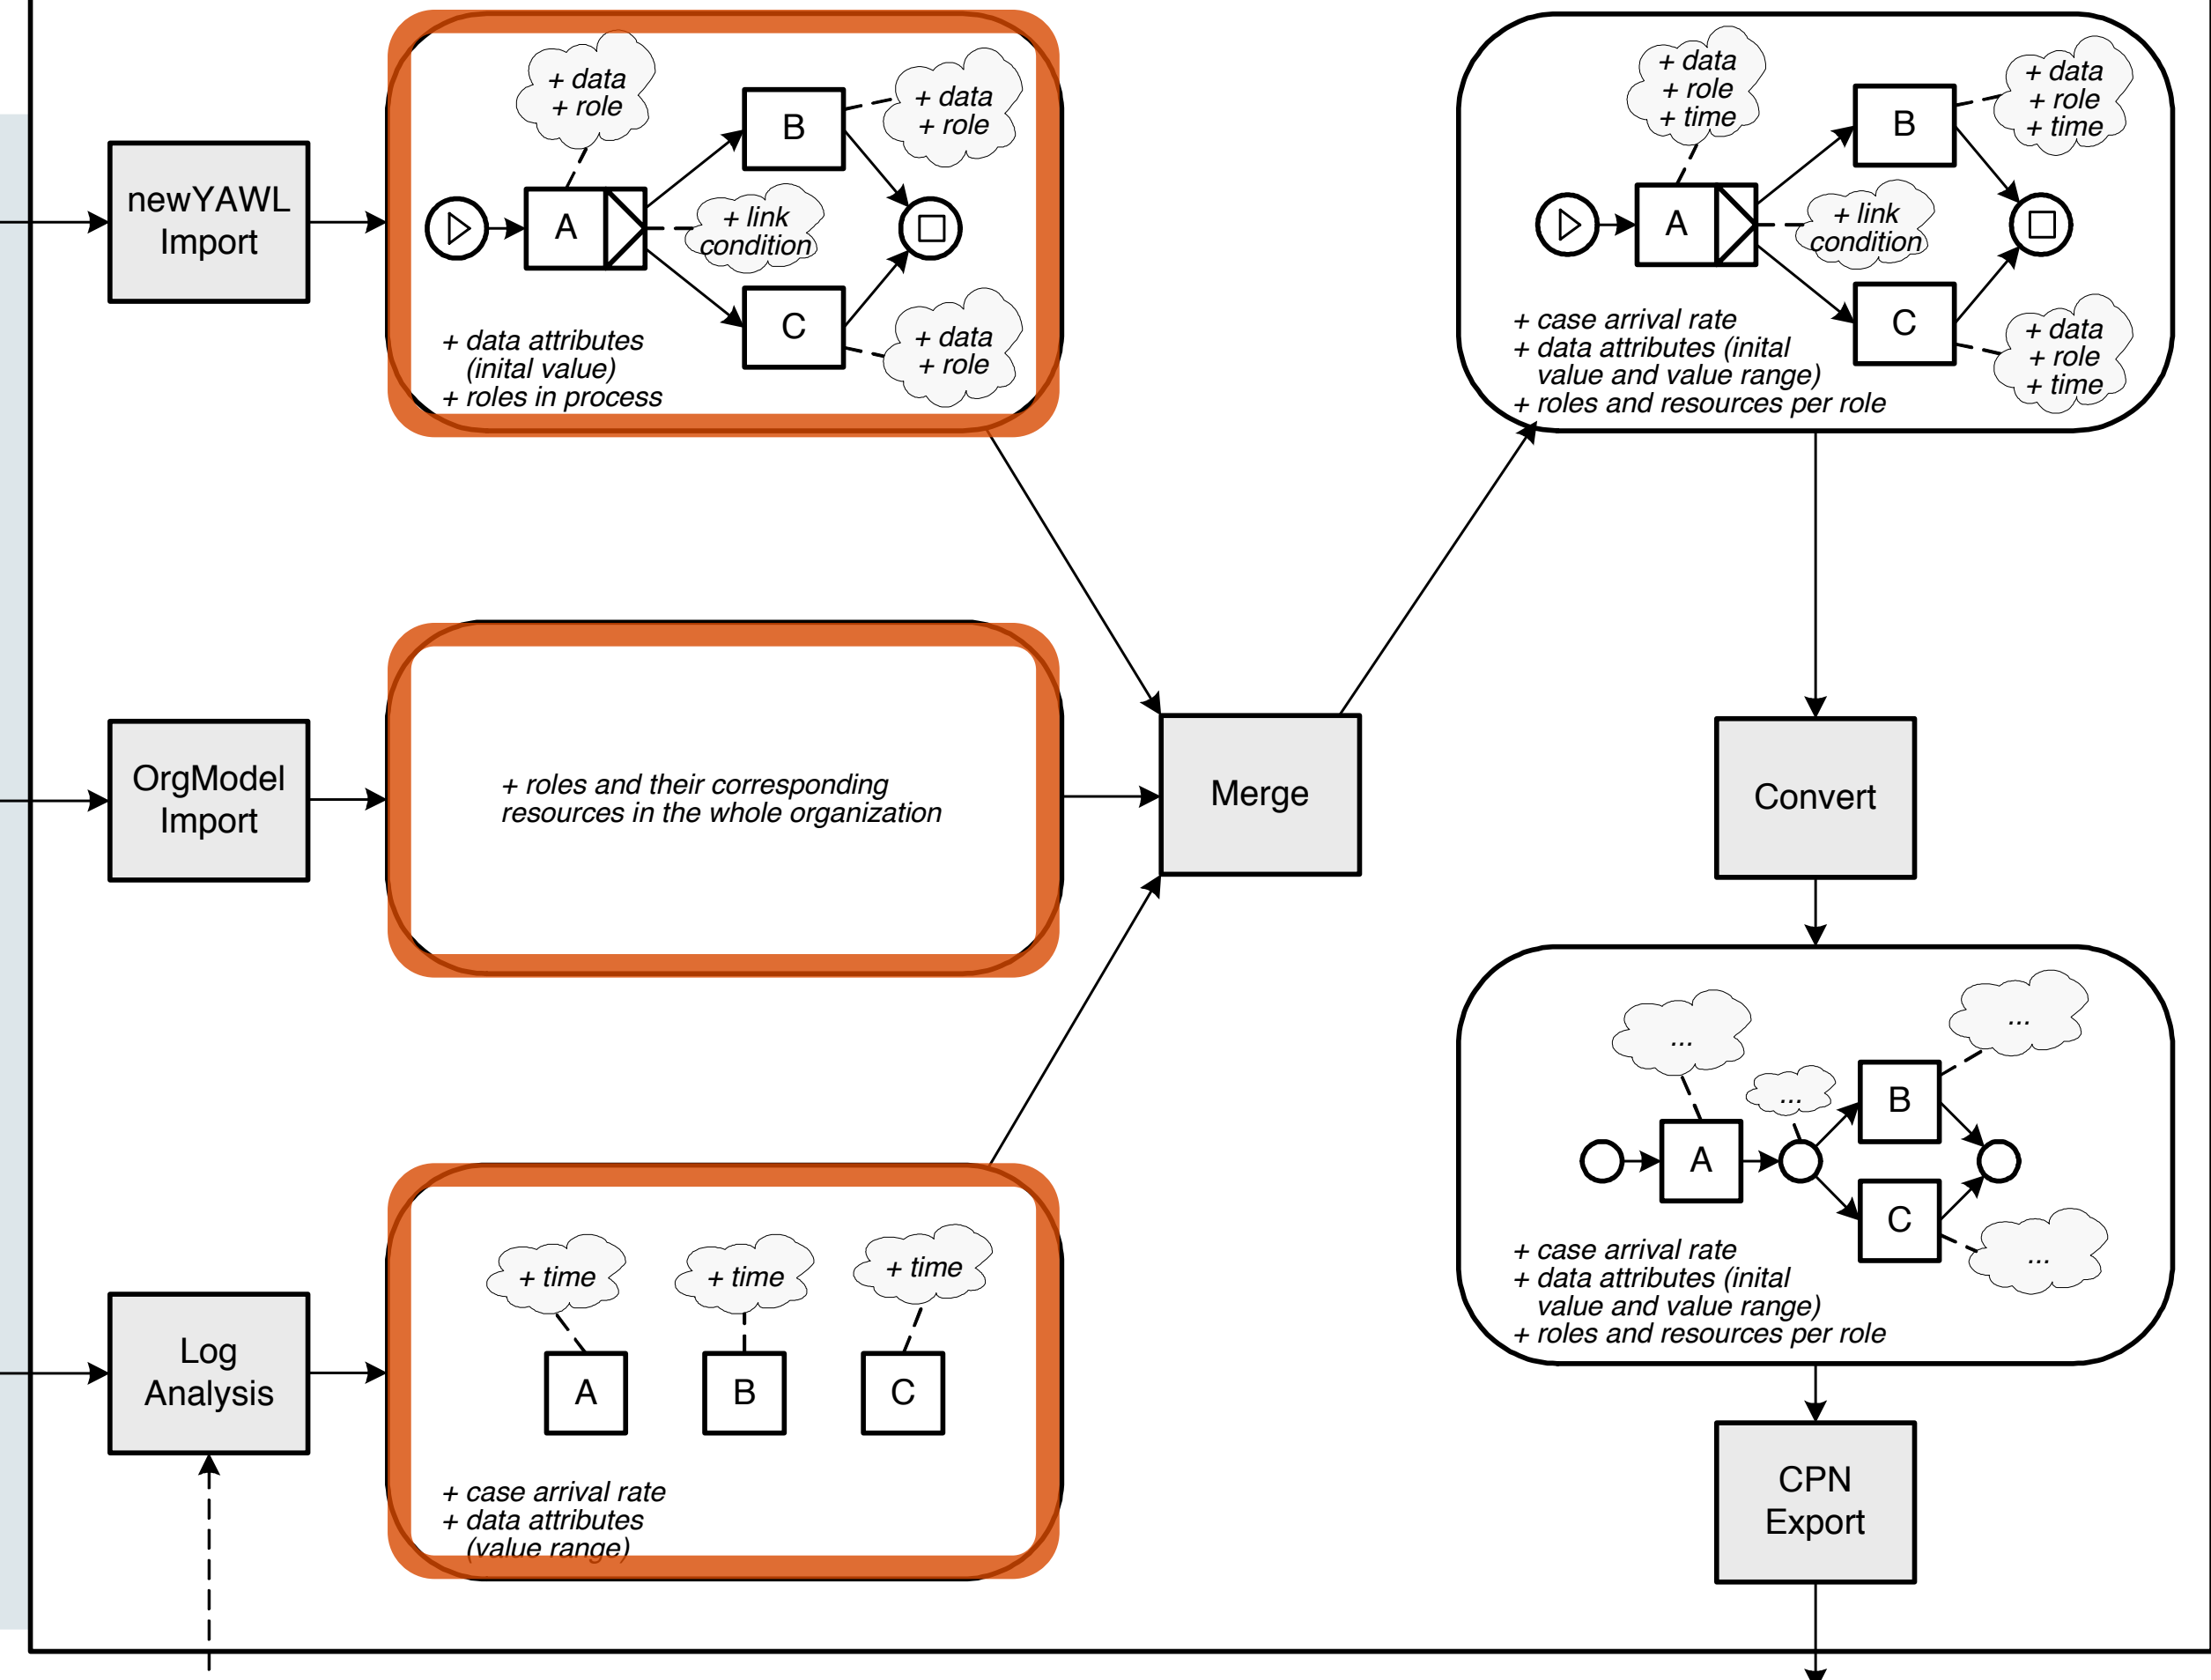 newYAWL
Import
+ data
+ role
A
B
+ data
+ role
+ link
condition
C
+ data
+ role
+ data attributes
(inital value)
+ roles in process
+ data
+ role
+ time
A
B
+ data
+ role
+ time
+ link
condition
C
+ data
+ role
+ time
+ case arrival rate
+ data attributes (inital
value and value range)
+ roles and resources per role
OrgModel
Import
+ roles and their corresponding
resources in the whole organization
Merge
Convert
Log
Analysis
+ time
+ time
+ time
A
B
C
+ case arrival rate
+ data attributes
(value range)
...
...
...
A
B
C
...
+ case arrival rate
+ data attributes (inital
value and value range)
+ roles and resources per role
CPN
Export